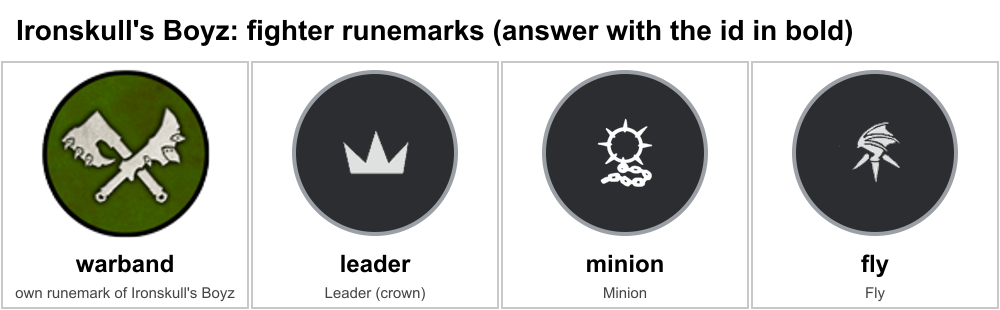 Ironskull's Boyz: fighter runemarks (answer with the id in bold)
warband
own runemark of Ironskull's Boyz
leader
Leader (crown)
minion
Minion
fly
Fly